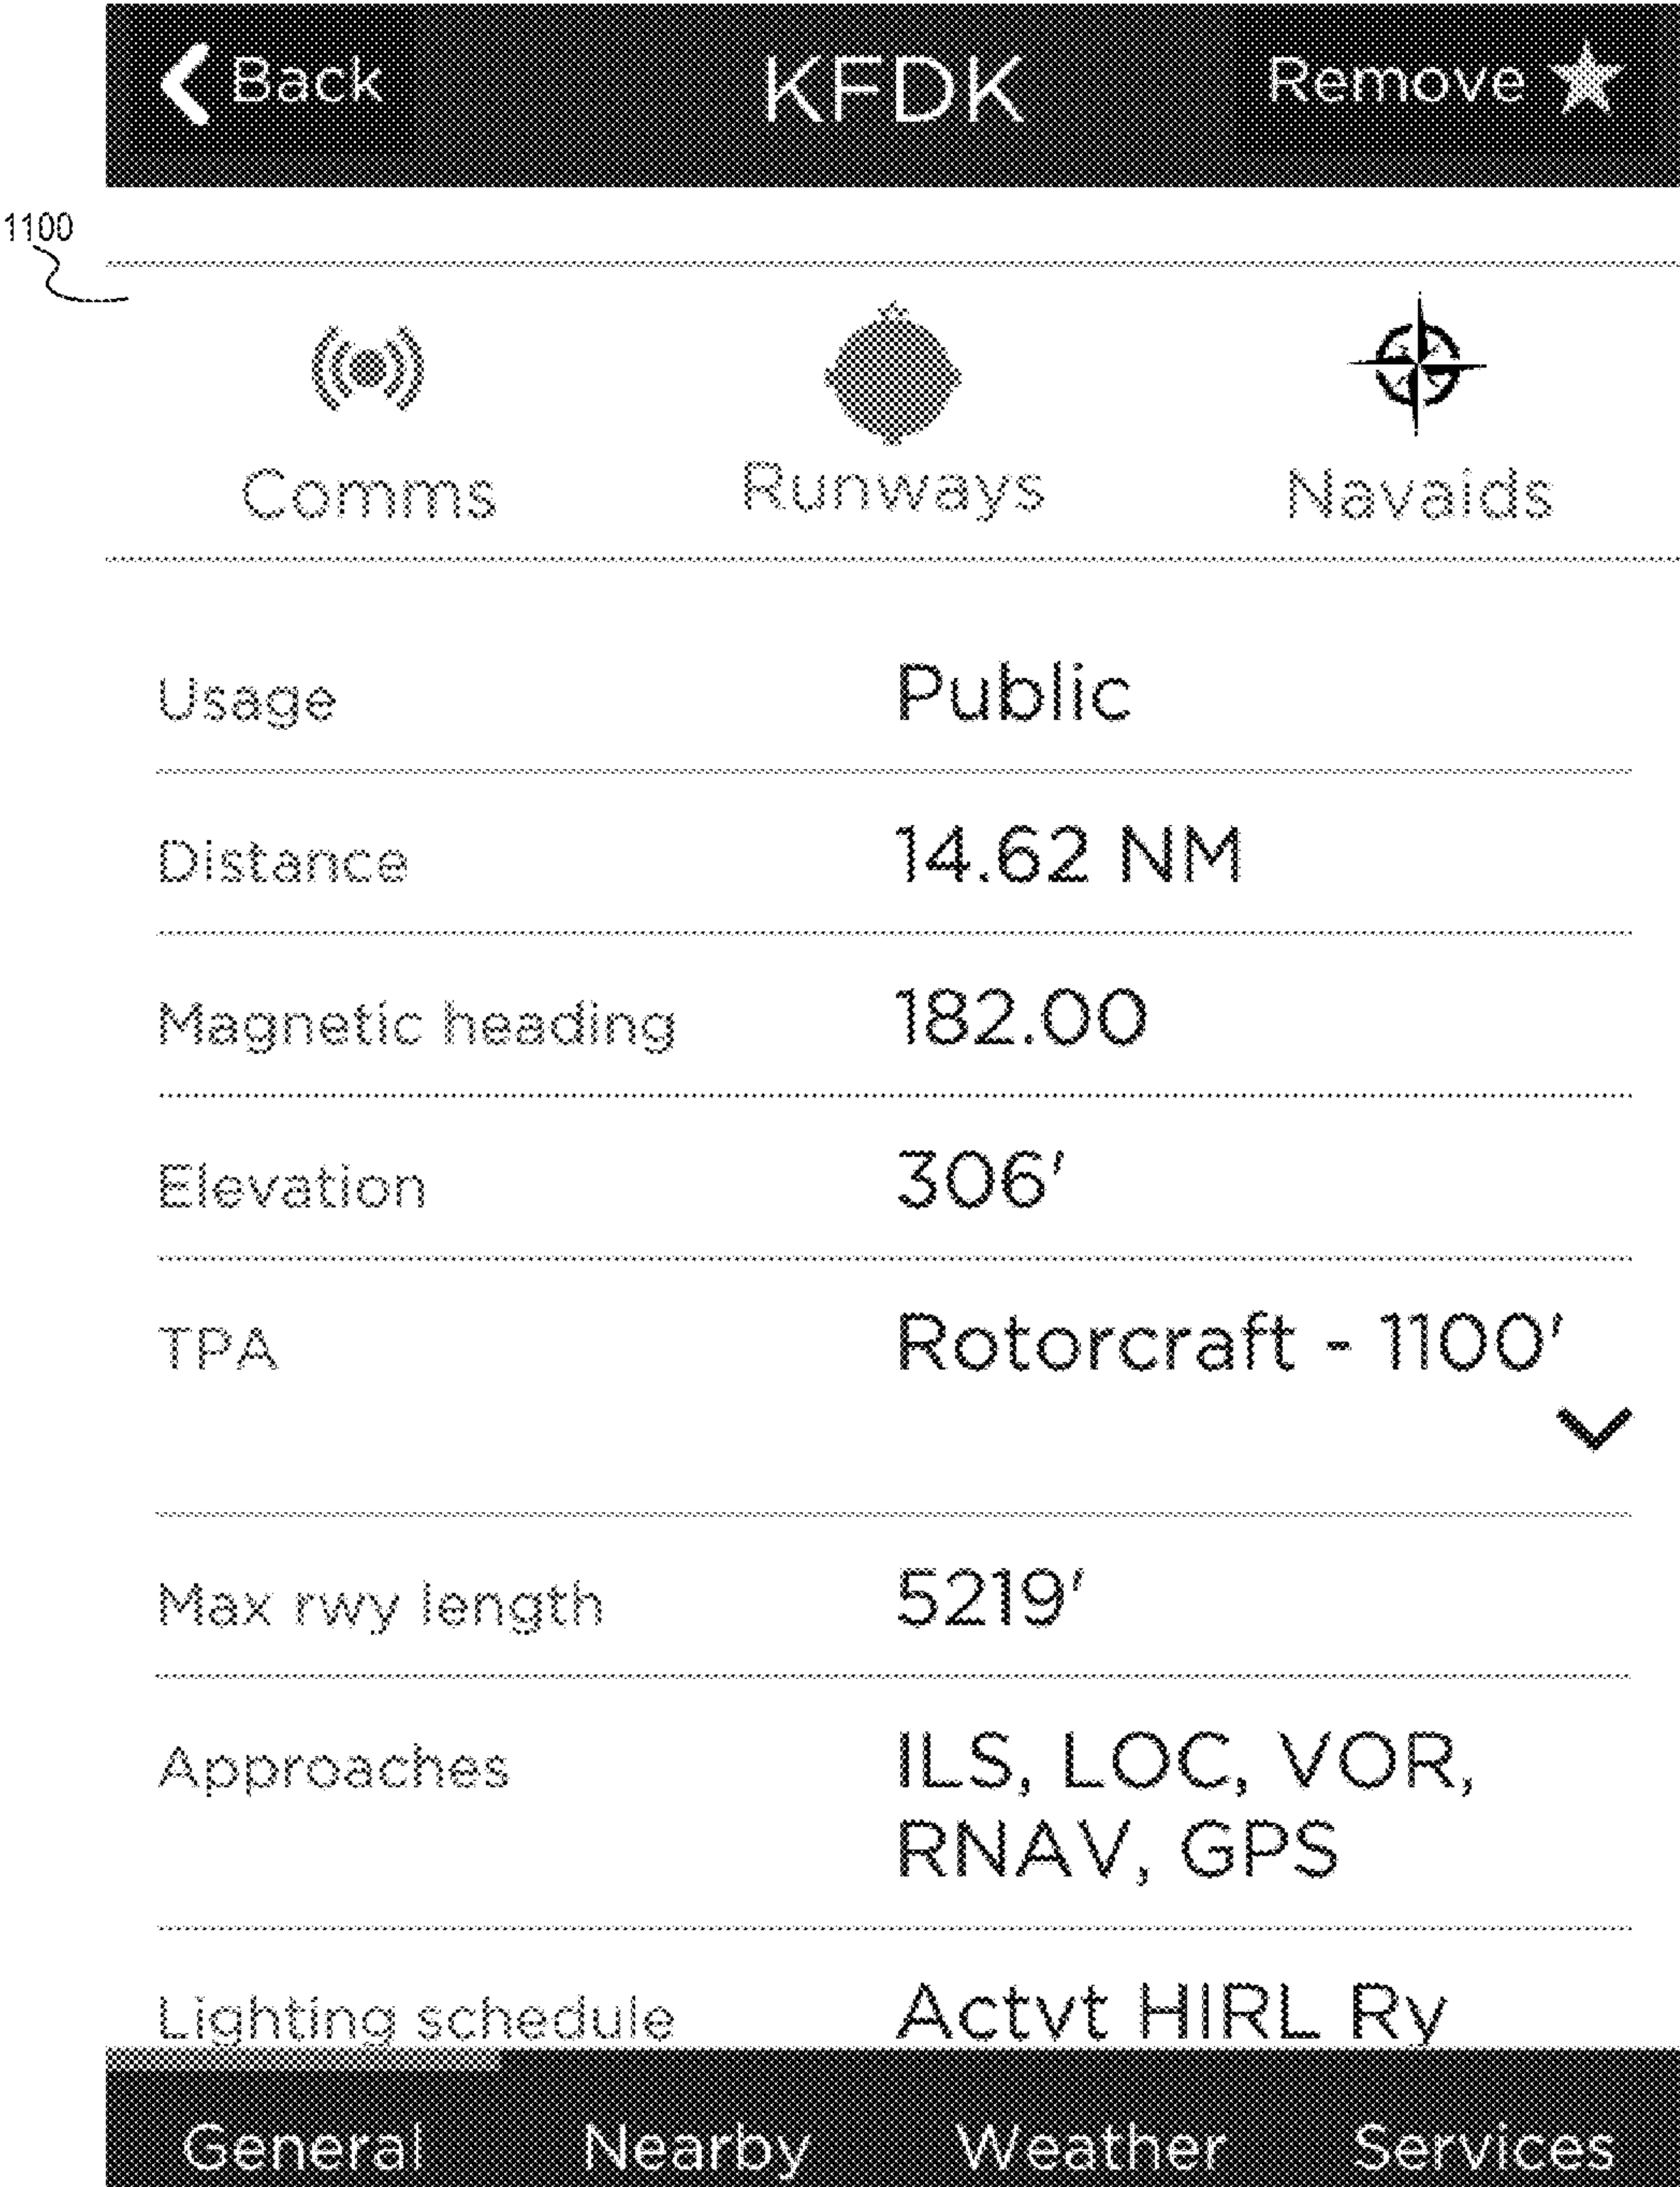 Back KFDK Remove
1100
Comms Runways Navaids
Usage Public
Distance 14.62 NM
Magnetic heading 182.00
Elevation 306'
TPA Rotorcraft - 1100'
Max rwy length 5219'
Approaches ILS, LOC, VOR,
RNAV, GPS
Lighting schedule Actvt HIRL Ry
General Nearby Weather Services